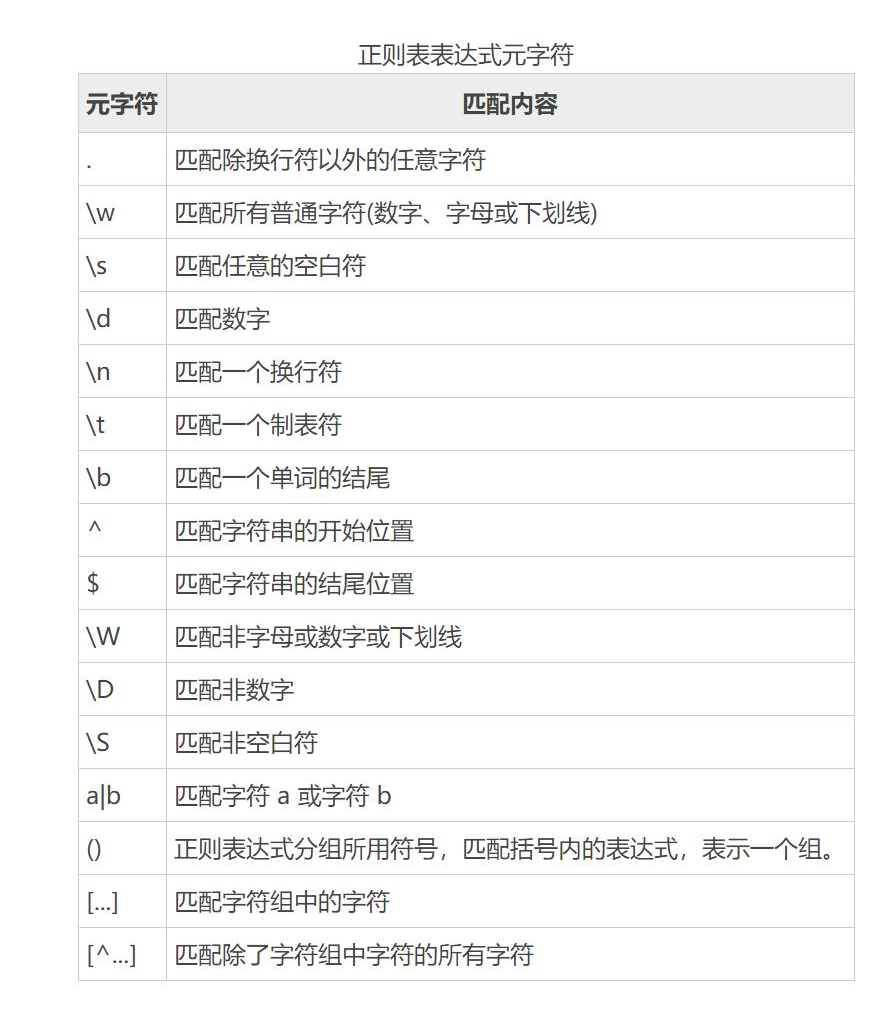 正则表表达式元字符
元字符 匹配内容
. 匹配除换行符以外的任意字符
\w 匹配所有普通字符(数字、字母或下划线)
\s 匹配任意的空白符
\d 匹配数字
\n 匹配一个换行符
\t 匹配一个制表符
\b 匹配一个单词的结尾
^ 匹配字符串的开始位置
$ 匹配字符串的结尾位置
\W 匹配非字母或数字或下划线
\D 匹配非数字
\S 匹配非空白符
a|b 匹配字符 a 或字符 b
() 正则表达式分组所用符号，匹配括号内的表达式，表示一个组。
[...] 匹配字符组中的字符
[^...] 匹配除了字符组中字符的所有字符